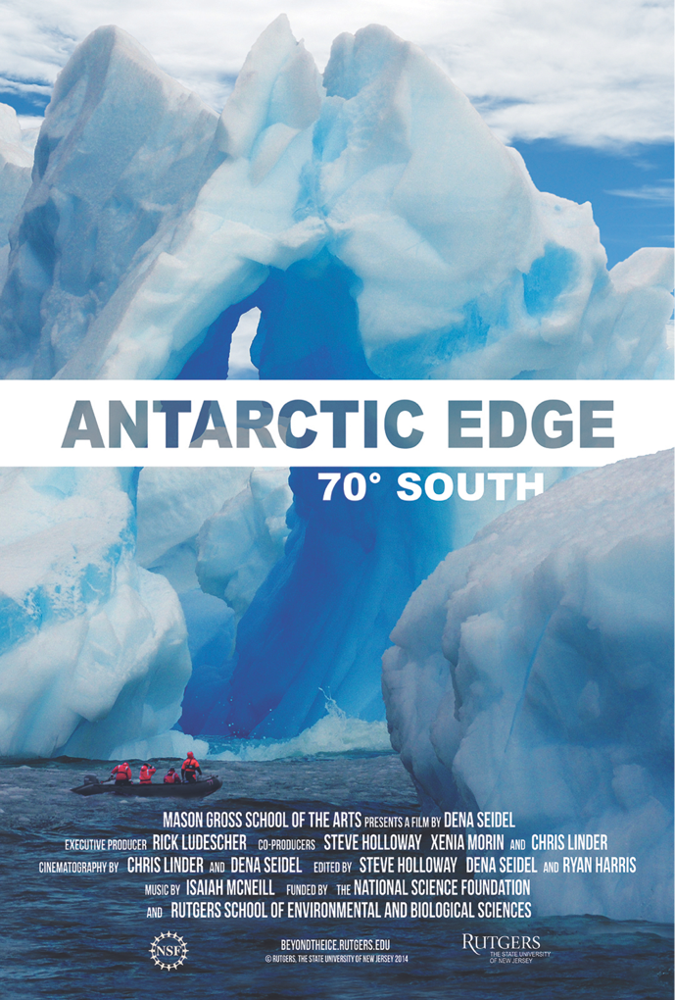 ANTARCTIC EDGE
70° SOUTH
MASON GROSS SCHOOL OF THE ARTS PRESENTS A FILM BY DENA SEIDEL
EXECUTIVE PRODUCER RICK LUDESCHER CO-PRODUCERS STEVE HOLLOWAY XENIA MORIN AND CHRIS LINDER
CINEMATOGRAPHY BY CHRIS LINDER AND DENA SEIDEL EDITED BY STEVE HOLLOWAY DENA SEIDEL AND RYAN HARRIS
MUSIC BY ISAIAH MCNEILL FUNDED BY THE NATIONAL SCIENCE FOUNDATION
AND RUTGERS SCHOOL OF ENVIRONMENTAL AND BIOLOGICAL SCIENCES
NSF
BEYONDTHEICE.RUTGERS.EDU
© RUTGERS, THE STATE UNIVERSITY OF NEW JERSEY 2014
RUTGERS
THE STATE UNIVERSITY
OF NEW JERSEY